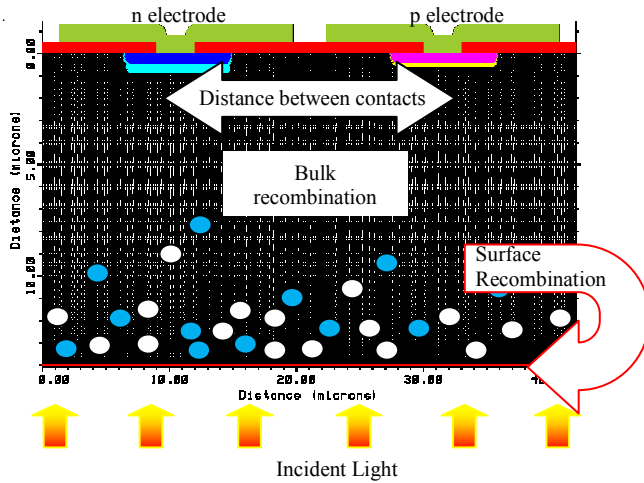 n electrode
p electrode
0.00
Distance between contacts
Distance (microns)
5.00
Bulk
recombination
10.00
Surface
Recombination
0.00
10.00
20.00
30.00
Distance (microns)
Incident Light